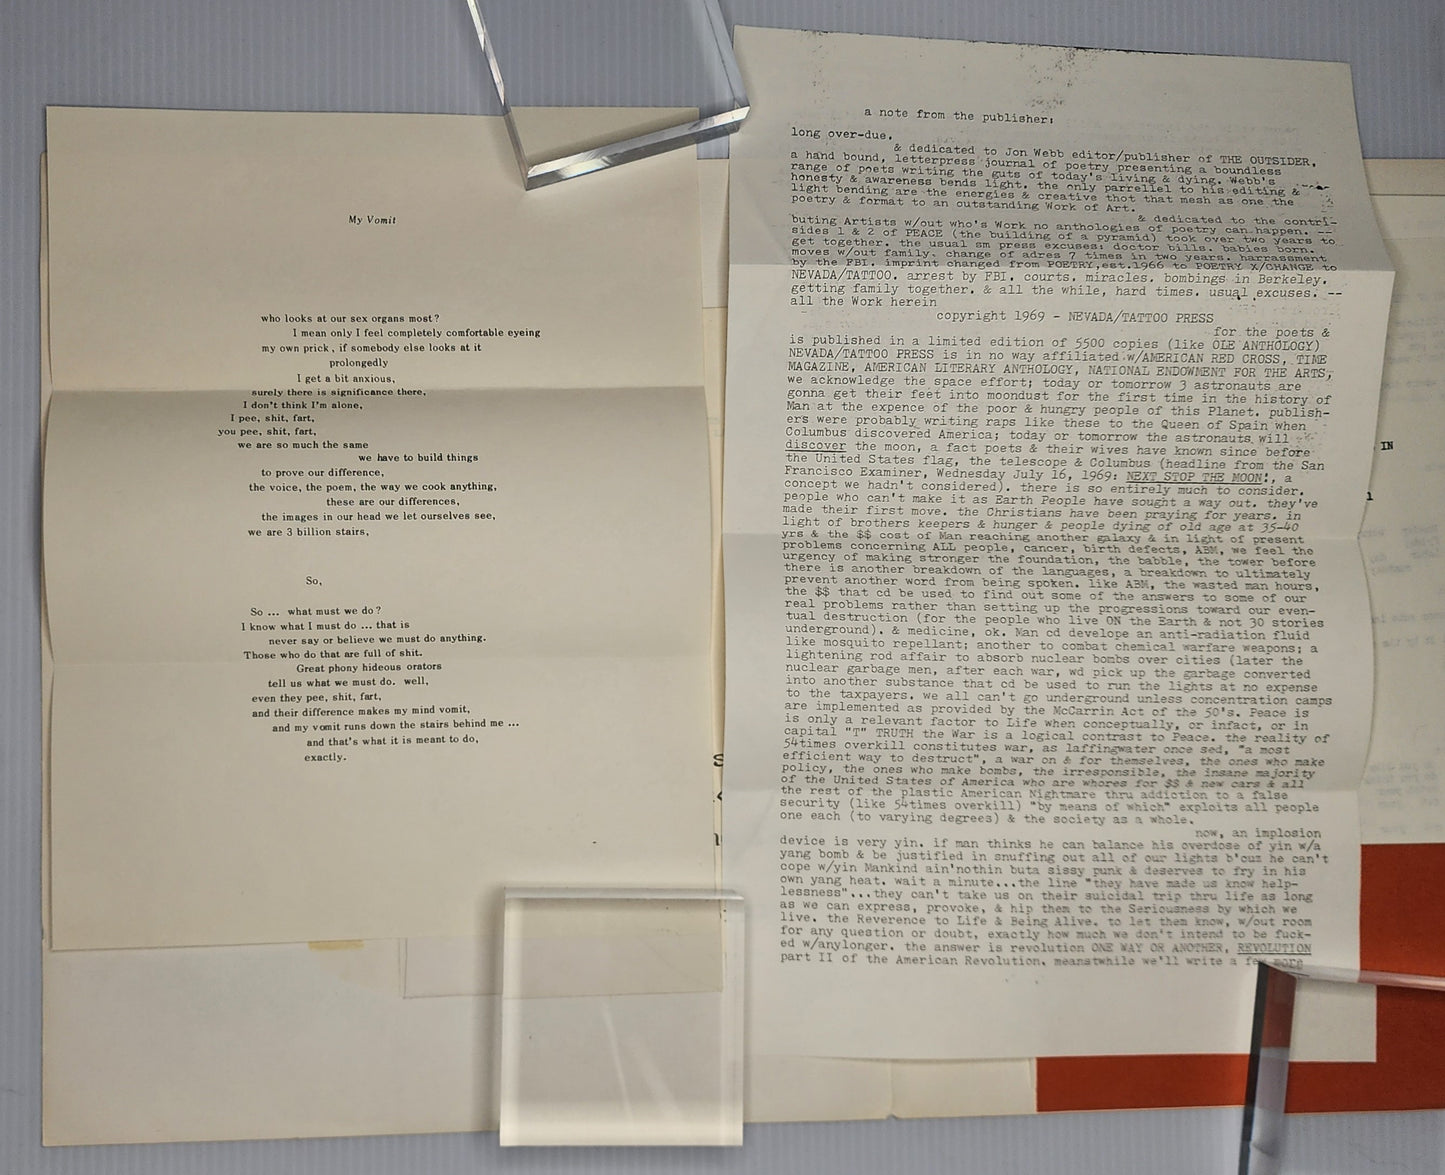 My Vomit
who looks at our sex organs most?
I mean only I feel completely comfortable eyeing
my own prick, if somebody else looks at it
prolongedly
I get a bit anxious,
surely there is significance there,
I don't think I'm alone,
I pee, shit, fart,
you pee, shit, fart,
we are so much the same
we have to build things
to prove our difference,
the voice, the poem, the way we cook anything,
these are our differences,
the images in our head we let ourselves see,
we are 3 billion stairs,
So,
So ... what must we do?
I know what I must do ... that is
never say or believe we must do anything.
Those who do that are full of shit.
Great phony hideous orators
tell us what we must do. well,
even they pee, shit, fart,
and their difference makes my mind vomit,
and my vomit runs down the stairs behind me ...
and that's what it is meant to do,
exactly.
a note from the publisher:
long over-due.
& dedicated to Jon Webb editor/publisher of THE OUTSIDER,
a hand bound, letterpress journal of poetry presenting a boundless
range of poets writing the guts of today's living & dying. Webb's
honesty & awareness bends light. the only parrellel to his editing &
light bending are the energies & creative thot that mesh as one the
poetry & format to an outstanding Work of Art.
& dedicated to the contri-
buting Artists w/out who's Work no anthologies of poetry can happen. --
sides 1 & 2 of PEACE (the building of a pyramid) took over two years to
get together. the usual sm press excuses: doctor bills. babies born.
moves w/out family. change of adres 7 times in two years. harrassment
by the FBI. imprint changed from POETRY,est.1966 to POETRY X/CHANGE to
NEVADA/TATTOO. arrest by FBI. courts. miracles. bombings in Berkeley.
getting family together. & all the while, hard times. usual excuses. --
all the Work herein
copyright 1969 - NEVADA/TATTOO PRESS
for the poets &
is published in a limited edition of 5500 copies (like OLE ANTHOLOGY)
NEVADA/TATTOO PRESS is in no way affiliated w/AMERICAN RED CROSS, TIME
MAGAZINE, AMERICAN LITERARY ANTHOLOGY, NATIONAL ENDOWMENT FOR THE ARTS,
we acknowledge the space effort; today or tomorrow 3 astronauts are
gonna get their feet into moondust for the first time in the history of
Man at the expence of the poor & hungry people of this Planet. publish-
ers were probably writing raps like these to the Queen of Spain when
Columbus discovered America; today or tomorrow the astronauts will
discover the moon, a fact poets & their wives have known since before
the United States flag, the telescope & Columbus (headline from the San
Francisco Examiner, Wednesday July 16, 1969: NEXT STOP THE MOON!, a
concept we hadn't considered). there is so entirely much to consider.
people who can't make it as Earth People have sought a way out. they've
made their first move. the Christians have been praying for years. in
light of brothers keepers & hunger & people dying of old age at 35-40
yrs & the $$ cost of Man reaching another galaxy & in light of present
problems concerning ALL people, cancer, birth defects, ABM, we feel the
urgency of making stronger the foundation, the babble, the tower before
there is another breakdown of the languages, a breakdown to ultimately
prevent another word from being spoken. like ABM, the wasted man hours,
the $$ that cd be used to find out some of the answers to some of our
real problems rather than setting up the progressions toward our even-
tual destruction (for the people who live ON the Earth & not 30 stories
underground). & medicine, ok. Man cd develope an anti-radiation fluid
like mosquito repellant; another to combat chemical warfare weapons; a
lightening rod affair to absorb nuclear bombs over cities (later the
nuclear garbage men, after each war, wd pick up the garbage converted
into another substance that cd be used to run the lights at no expense
to the taxpayers. we all can't go underground unless concentration camps
are implemented as provided by the McCarrin Act of the 50's. Peace is
is only a relevant factor to Life when conceptually, or infact, or in
capital "T" TRUTH the War is a logical contrast to Peace. the reality of
54times overkill constitutes war, as laffingwater once sed, "a most
efficient way to destruct", a war on & for themselves, the ones who make
policy, the ones who make bombs, the irresponsible, the insane majority
of the United States of America who are whores for $$ & new cars & all
the rest of the plastic American Nightmare thru addiction to a false
security (like 54times overkill) "by means of which" exploits all people
one each (to varying degrees) & the society as a whole.
now, an implosion
device is very yin. if man thinks he can balance his overdose of yin w/a
yang bomb & be justified in snuffing out all of our lights b'cuz he can't
cope w/yin Mankind ain'nothin buta sissy punk & deserves to fry in his
own yang heat. wait a minute...the line "they have made us know help-
lessness"...they can't take us on their suicidal trip thru life as long
as we can express, provoke, & hip them to the Seriousness by which we
live. the Reverence to Life & Being Alive. to let them know, w/out room
for any question or doubt, exactly how much we don't intend to be fuck-
ed w/anylonger. the answer is revolution ONE WAY OR ANOTHER, REVOLUTION
part II of the American Revolution. meanstwhile we'll write a few more
IN